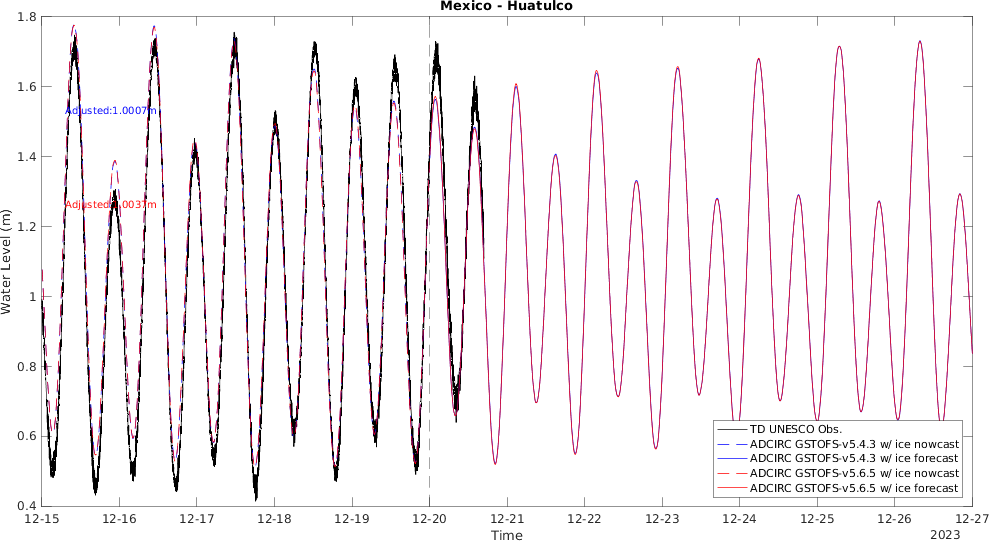 Mexico - Huatulco
1.8
1.6
1.4
1.2
1
0.8
0.6
0.4
Water Level (m)
Adjusted:1.0007m
Adjusted:1.0037m
TD UNESCO Obs.
ADCIRC GSTOFS-v5.4.3 w/ ice nowcast
ADCIRC GSTOFS-v5.4.3 w/ ice forecast
ADCIRC GSTOFS-v5.6.5 w/ ice nowcast
ADCIRC GSTOFS-v5.6.5 w/ ice forecast
12-15 12-16 12-17 12-18 12-19 12-20 12-21 12-22 12-23 12-24 12-25 12-26 12-27
Time
2023